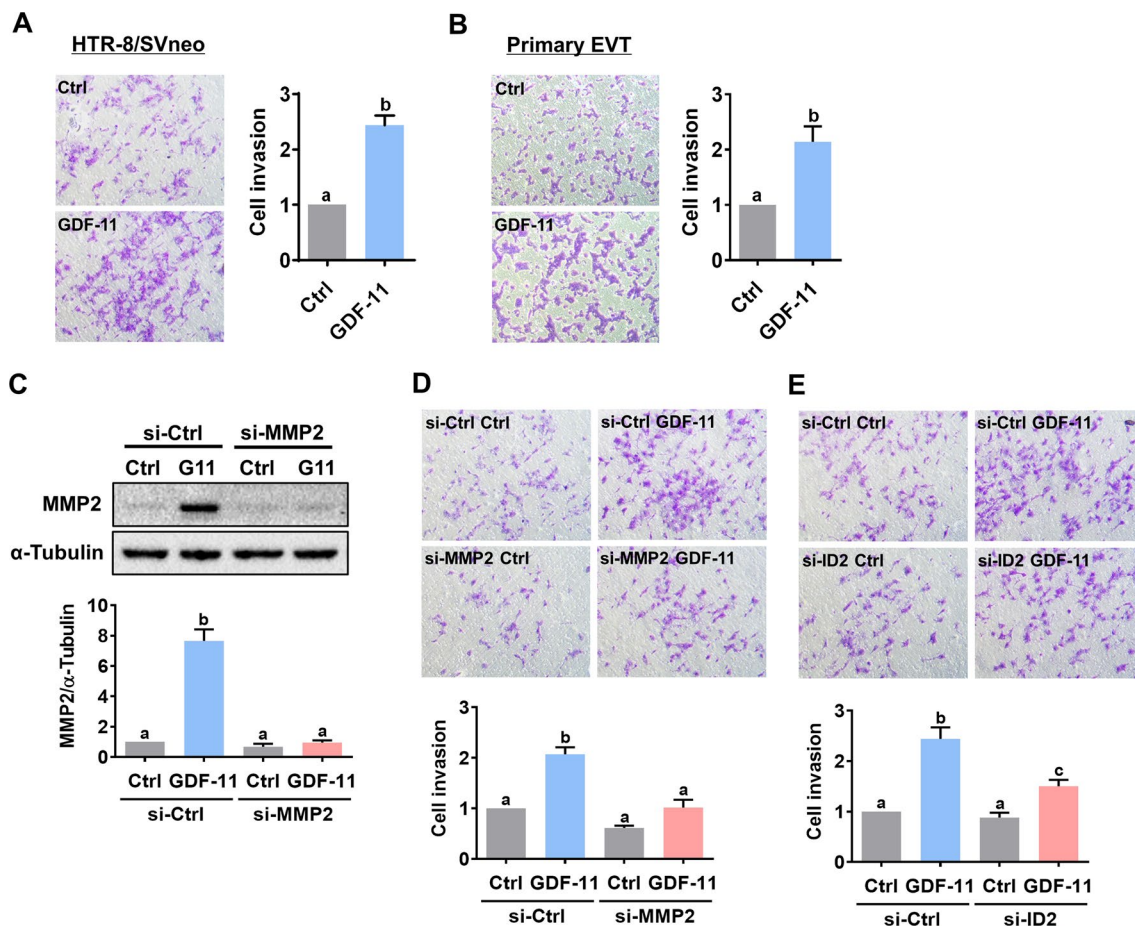 A
HTR-8/SVneo
Ctrl
GDF-11
Cell invasion
3
2
1
0
a
b
Ctrl
GDF-11
B
Primary EVT
Ctrl
GDF-11
Cell invasion
3
2
1
0
a
b
Ctrl
GDF-11
C
si-Ctrl si-MMP2
Ctrl G11 Ctrl G11
MMP2
α-Tubulin
MMP2/α-Tubulin
10
8
6
4
2
0
a b a a
Ctrl GDF-11 Ctrl GDF-11
si-Ctrl si-MMP2
D
si-Ctrl Ctrl si-Ctrl GDF-11
si-MMP2 Ctrl si-MMP2 GDF-11
Cell invasion
3
2
1
0
a b a a
Ctrl GDF-11 Ctrl GDF-11
si-Ctrl si-MMP2
E
si-Ctrl Ctrl si-Ctrl GDF-11
si-ID2 Ctrl si-ID2 GDF-11
Cell invasion
3
2
1
0
a b a c
Ctrl GDF-11 Ctrl GDF-11
si-Ctrl si-ID2